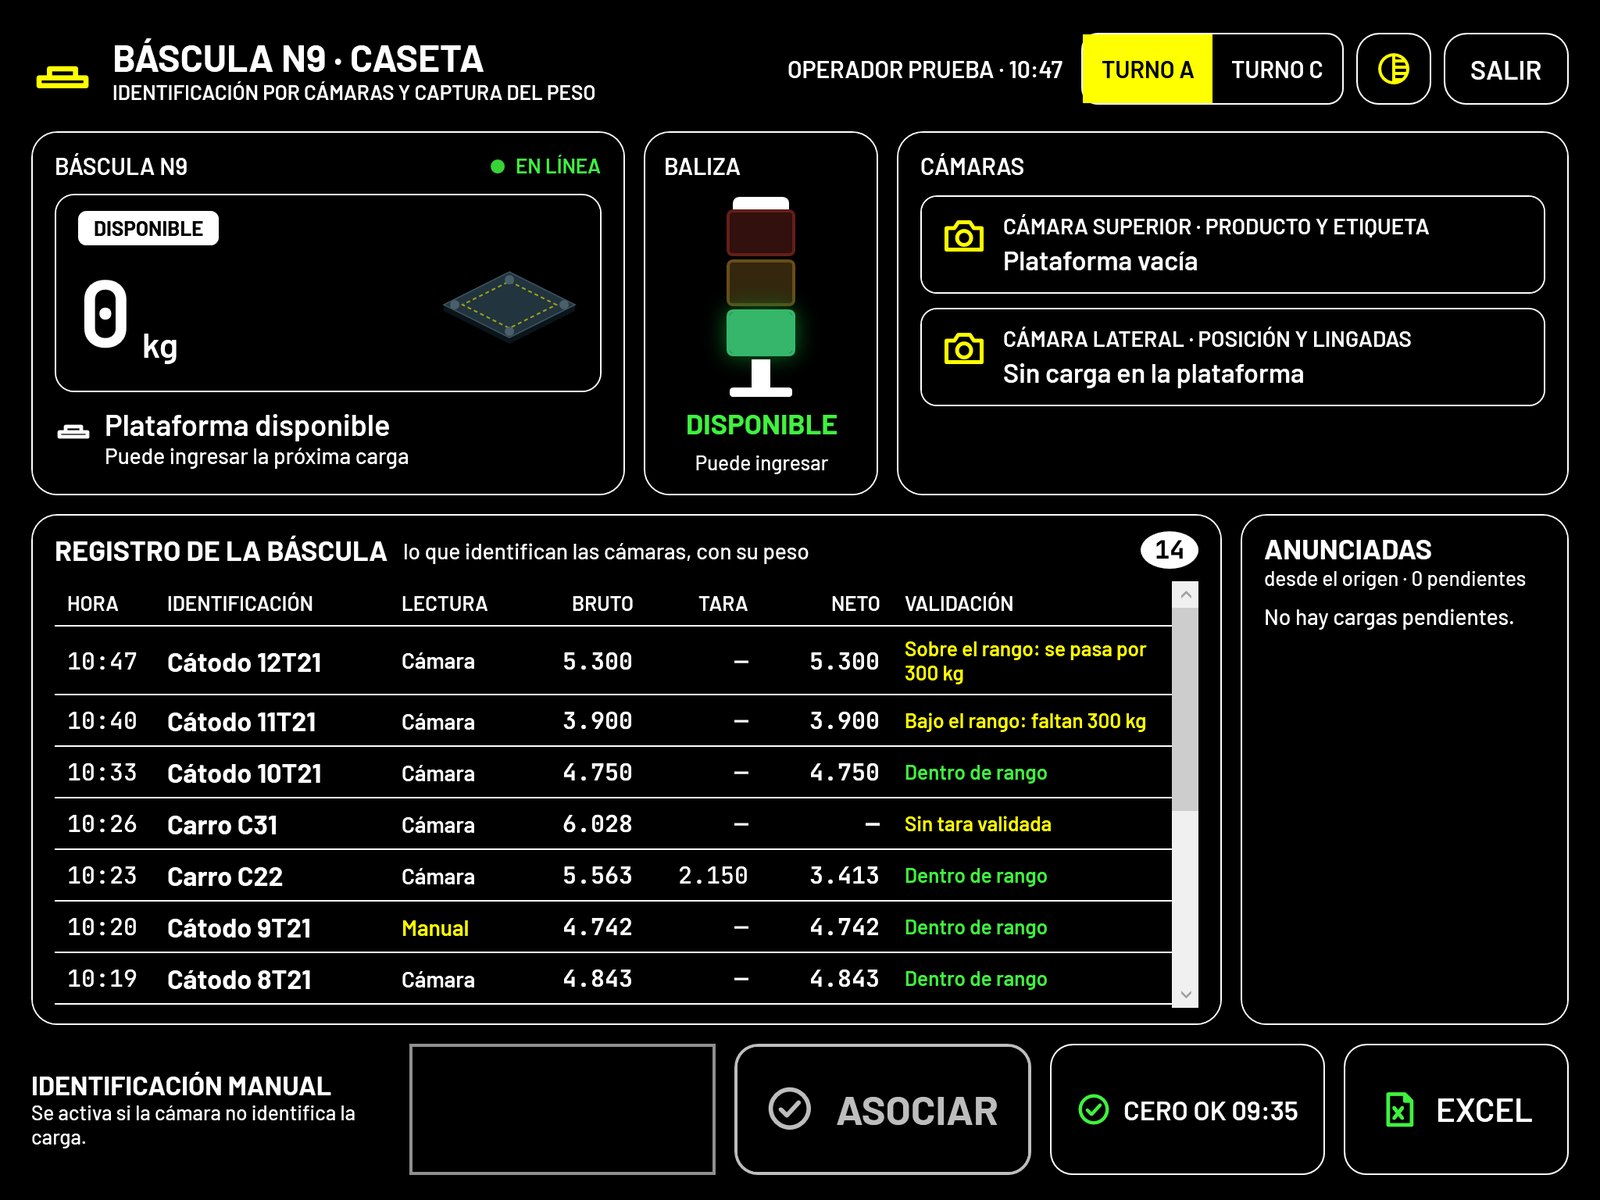 BÁSCULA N9 · CASETA
IDENTIFICACIÓN POR CÁMARAS Y CAPTURA DEL PESO
OPERADOR PRUEBA · 10:47
TURNO A
TURNO C
SALIR
BÁSCULA N9
EN LÍNEA
DISPONIBLE
0 kg
Plataforma disponible
Puede ingresar la próxima carga
BALIZA
DISPONIBLE
Puede ingresar
CÁMARAS
CÁMARA SUPERIOR · PRODUCTO Y ETIQUETA
Plataforma vacía
CÁMARA LATERAL · POSICIÓN Y LINGADAS
Sin carga en la plataforma
REGISTRO DE LA BÁSCULA lo que identifican las cámaras, con su peso 14
HORA IDENTIFICACIÓN LECTURA BRUTO TARA NETO VALIDACIÓN
10:47 Cátodo 12T21 Cámara 5.300 — 5.300 Sobre el rango: se pasa por
300 kg
10:40 Cátodo 11T21 Cámara 3.900 — 3.900 Bajo el rango: faltan 300 kg
10:33 Cátodo 10T21 Cámara 4.750 — 4.750 Dentro de rango
10:26 Carro C31 Cámara 6.028 — — Sin tara validada
10:23 Carro C22 Cámara 5.563 2.150 3.413 Dentro de rango
10:20 Cátodo 9T21 Manual 4.742 — 4.742 Dentro de rango
10:19 Cátodo 8T21 Cámara 4.843 — 4.843 Dentro de rango
ANUNCIADAS
desde el origen · 0 pendientes
No hay cargas pendientes.
IDENTIFICACIÓN MANUAL
Se activa si la cámara no identifica la
carga.
ASOCIAR
CERO OK 09:35
EXCEL